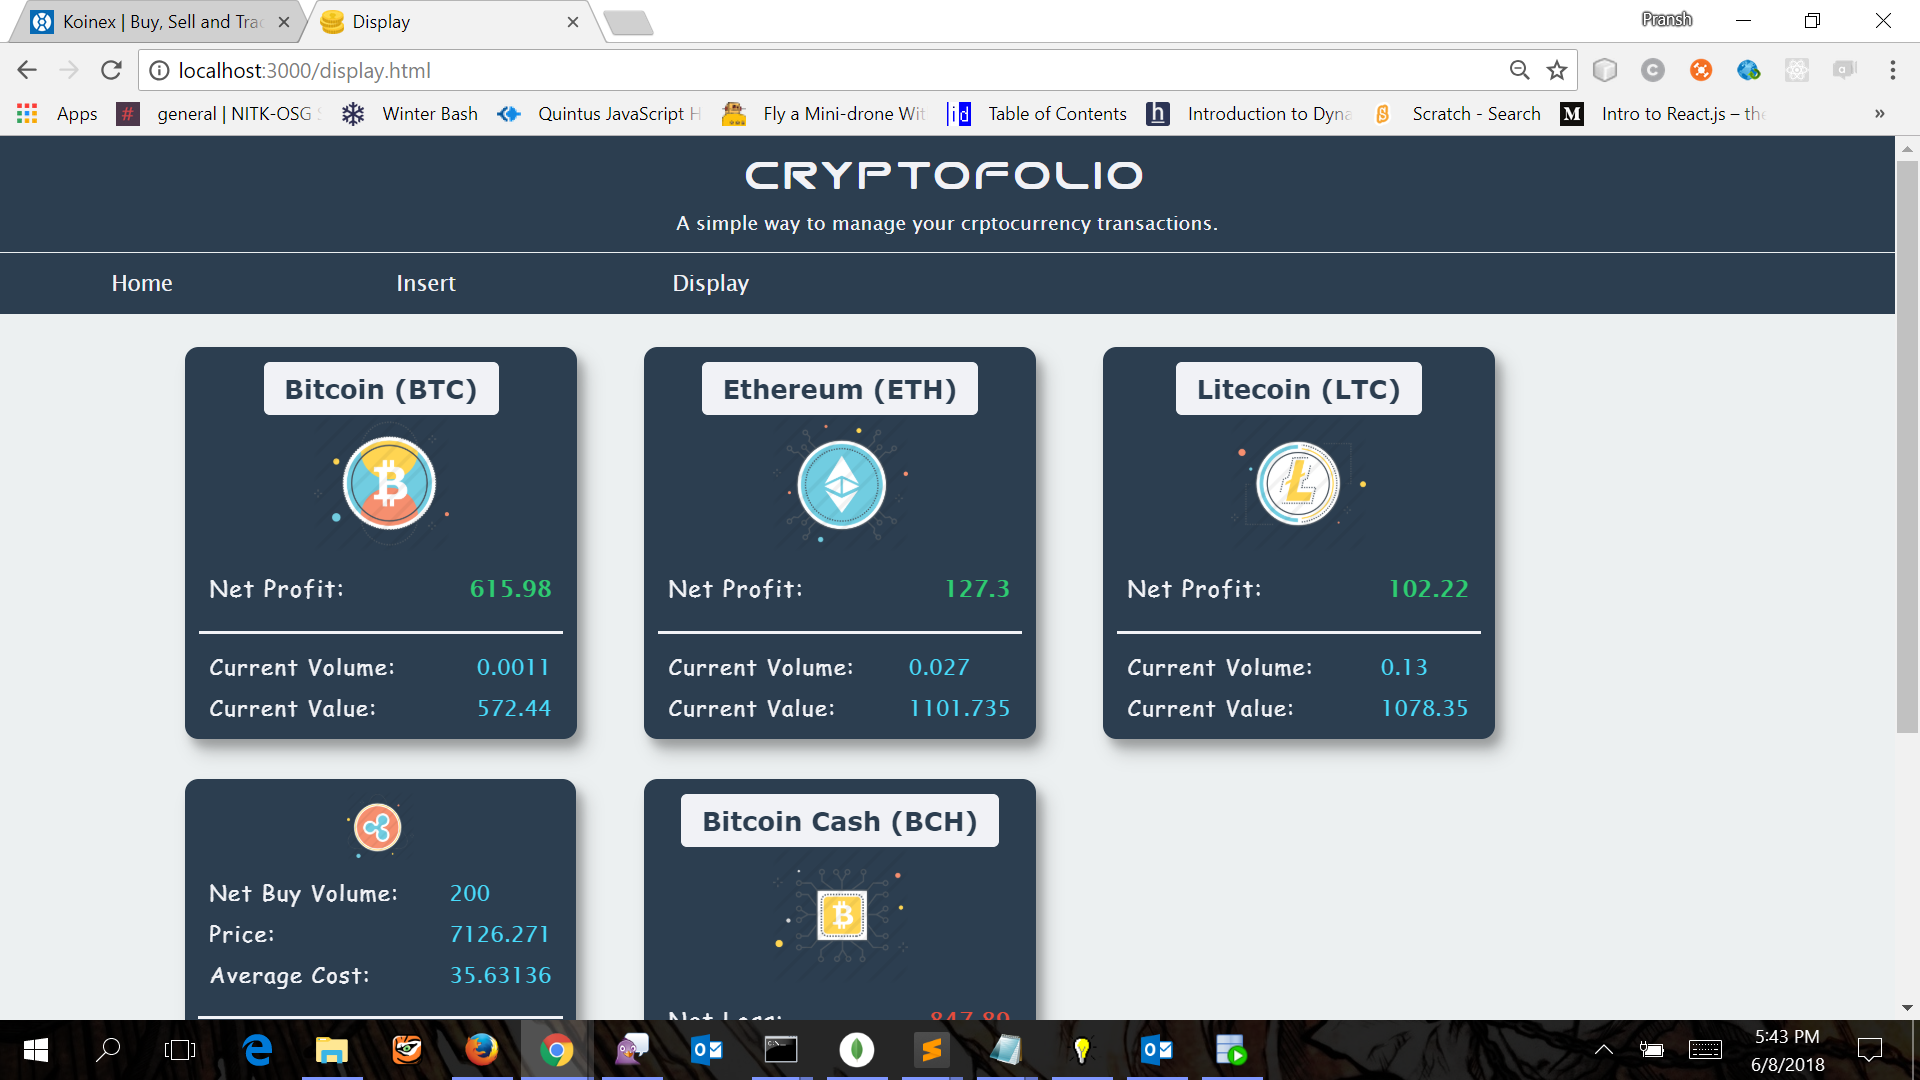 Koinex | Buy, Sell and Tra
Display
Pransh
localhost:3000/display.html
Apps
general | NITK-OSG S
Winter Bash
Quintus JavaScript H
Fly a Mini-drone Wit
Table of Contents
Introduction to Dyna
Scratch - Search
Intro to React.js – the
CRYPTOFOLIO
A simple way to manage your crptocurrency transactions.
Home
Insert
Display
Bitcoin (BTC)
Net Profit: 615.98
Current Volume: 0.0011
Current Value: 572.44
Ethereum (ETH)
Net Profit: 127.3
Current Volume: 0.027
Current Value: 1101.735
Litecoin (LTC)
Net Profit: 102.22
Current Volume: 0.13
Current Value: 1078.35
Net Buy Volume: 200
Price: 7126.271
Average Cost: 35.63136
Bitcoin Cash (BCH)
Net Loss: 847.89
5:43 PM
6/8/2018